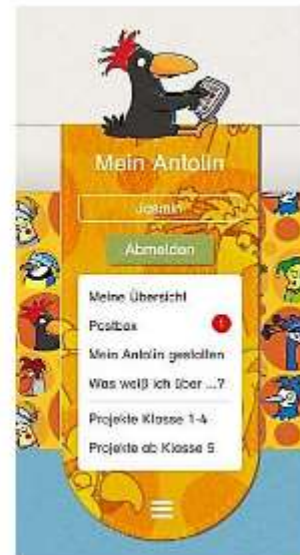 Mein Antolin
Jasmin
Abmelden
Meine Übersicht
Postbox
1
Mein Antolin gestalten
Was weiß ich über ...?
Projekte Klasse 1-4
Projekte ab Klasse 5